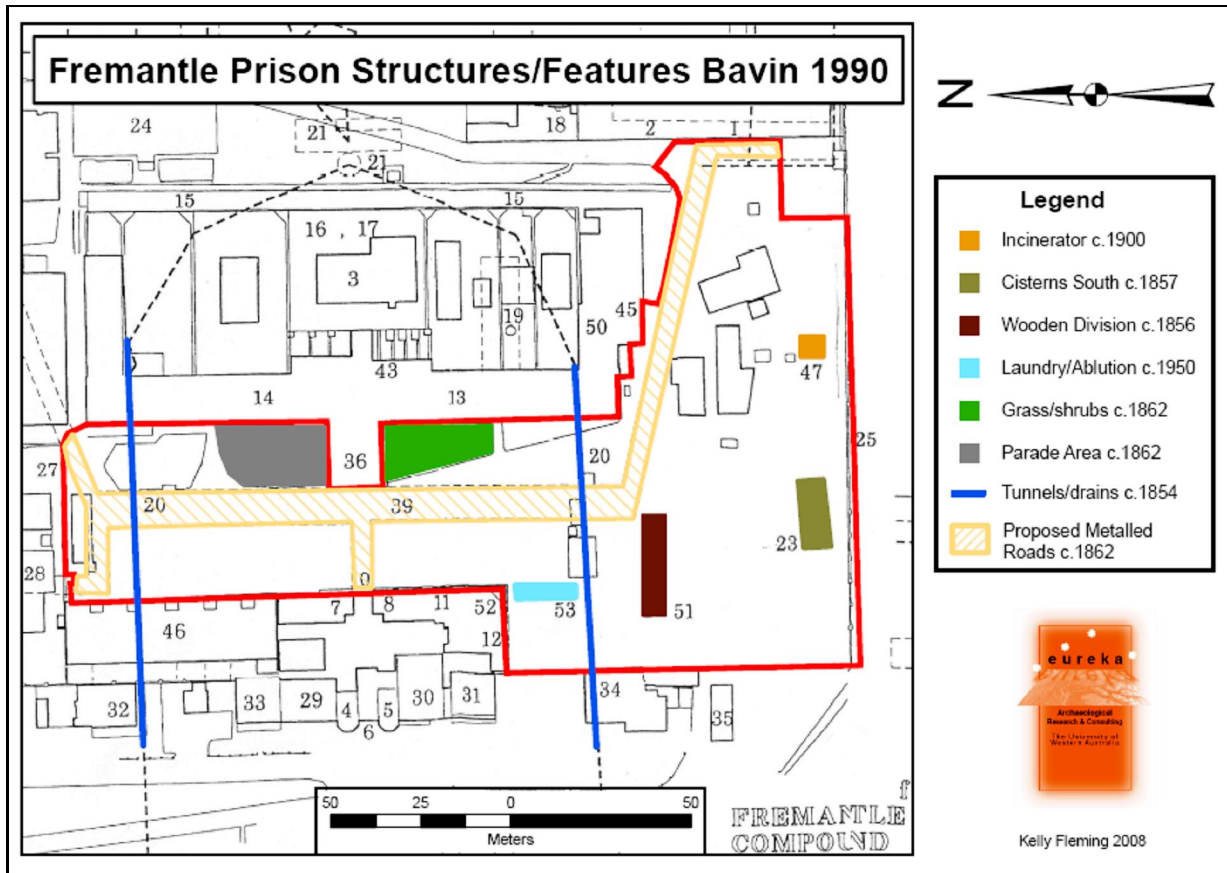 Fremantle Prison Structures/Features Bavin 1990
N
24
21
18
2
1
21
15
15
16 , 17
3
19
45
50
43
47
14
13
25
36
20
27
20
39
23
28
0
7
8
11
52
53
51
46
12
32
33
29
4
5
6
30
31
34
35
50
25
0
50
Meters
f
FREMANTLE
COMPOUND
Legend
Incinerator c.1900
Cisterns South c.1857
Wooden Division c.1856
Laundry/Ablution c.1950
Grass/shrubs c.1862
Parade Area c.1862
Tunnels/drains c.1854
Proposed Metalled
Roads c.1862
eureka
Archaeological
Research & Consulting
The University of
Western Australia
Kelly Fleming 2008